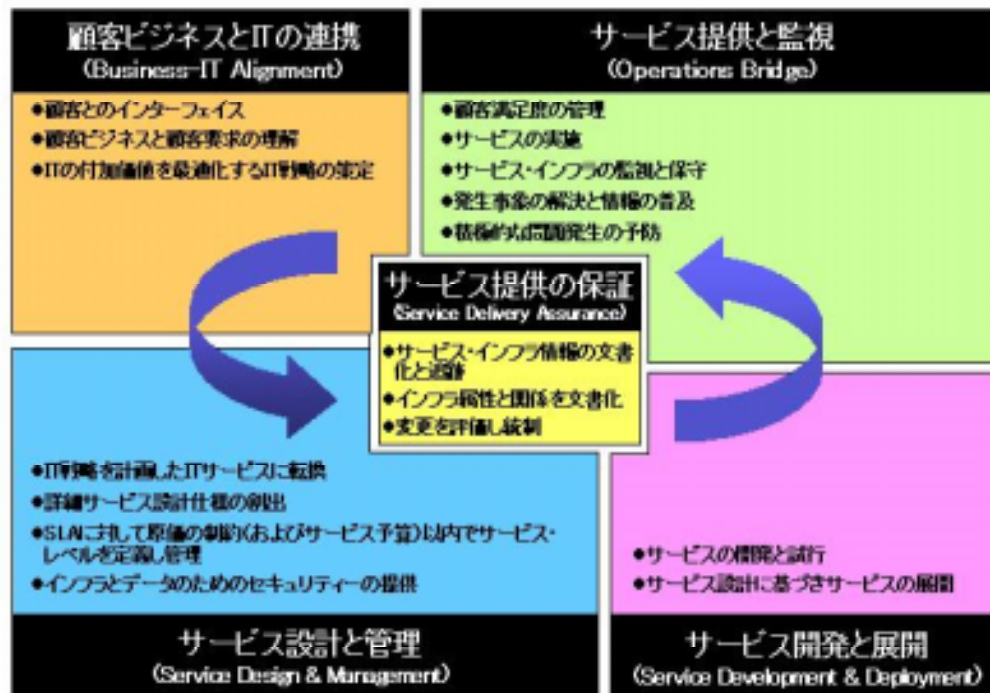 顧客ビジネスとITの連携
(Business-IT Alignment)
●顧客とのインターフェイス
●顧客ビジネスと顧客要求の理解
●ITの付加価値を最適化するIT戦略の策定
サービス提供と監視
(Operations Bridge)
●顧客満足度の管理
●サービスの実施
●サービス・インフラの監視と保守
●発生事象の解決と情報の普及
●積極的な問題発生の予防
サービス提供の保証
(Service Delivery Assurance)
●サービス・インフラ情報の文書
化と追跡
●インフラ属性と関係を文書化
●変更を評価し統制
●IT戦略を計画したITサービスに転換
●詳細サービス設計仕様の創出
●SLAに対して原価の制約(およびサービス予算)以内でサービス・
レベルを定義し管理
●インフラとデータのためのセキュリティーの提供
サービス設計と管理
(Service Design & Management)
●サービスの開発と試行
●サービス設計に基づきサービスの展開
サービス開発と展開
(Service Development & Deployment)